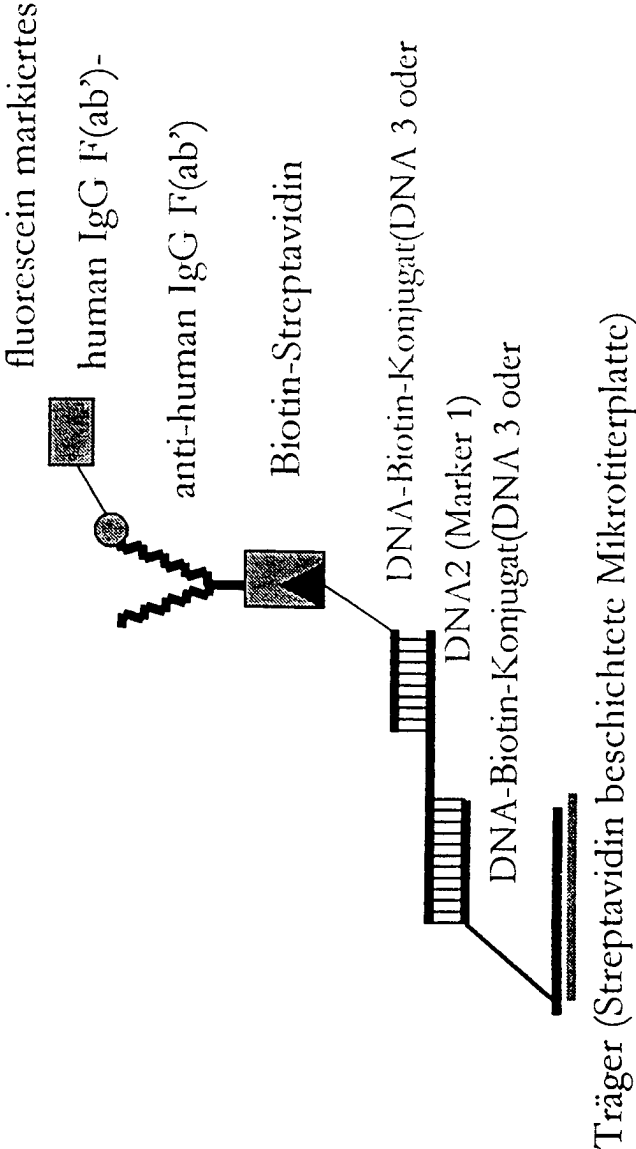 fluorescein markiertes
human IgG F(ab')-
anti-human IgG F(ab')
Biotin-Streptavidin
DNA-Biotin-Konjugat(DNA 3 oder
DNA2 (Marker 1)
DNA-Biotin-Konjugat(DNA 3 oder
Träger (Streptavidin beschichtete Mikrotiterplatte)